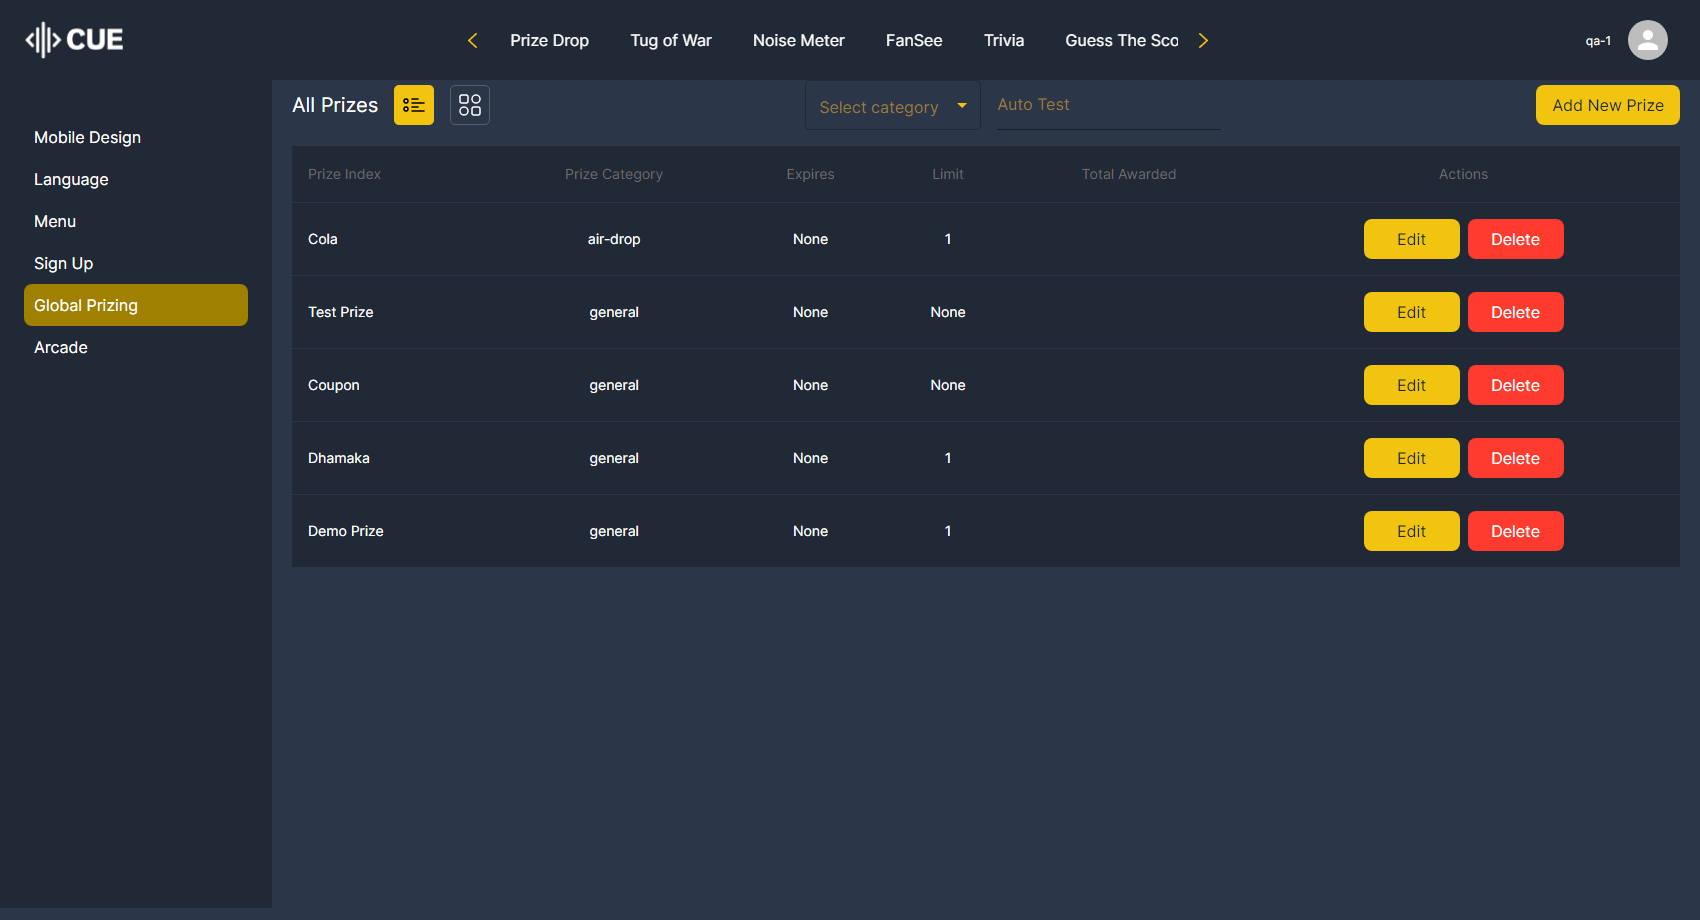 CUE
Prize Drop Tug of War Noise Meter FanSee Trivia Guess The Sco
qa-1
Mobile Design
Language
Menu
Sign Up
Global Prizing
Arcade
All Prizes
Select category
Auto Test
Add New Prize
Prize Index Prize Category Expires Limit Total Awarded Actions
Cola air-drop None 1 Edit Delete
Test Prize general None None Edit Delete
Coupon general None None Edit Delete
Dhamaka general None 1 Edit Delete
Demo Prize general None 1 Edit Delete